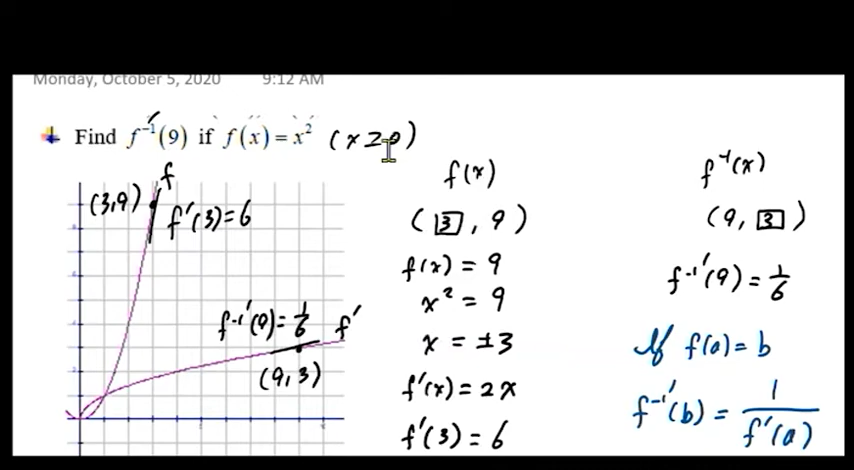 Monday, October 5, 2020 9:12 AM
Find f⁻¹′(9) if f(x) = x² (x≥0)
f
(3,9)
f′(3)=6
f⁻¹′(9)=1/6
f′
(9,3)
f(x)
(3, 9)
f(x) = 9
x² = 9
x = ±3
f′(x) = 2x
f′(3) = 6
f⁻¹(x)
(9, 3)
f⁻¹′(9) = 1/6
If f(a) = b
f⁻¹′(b) = 1/f′(a)